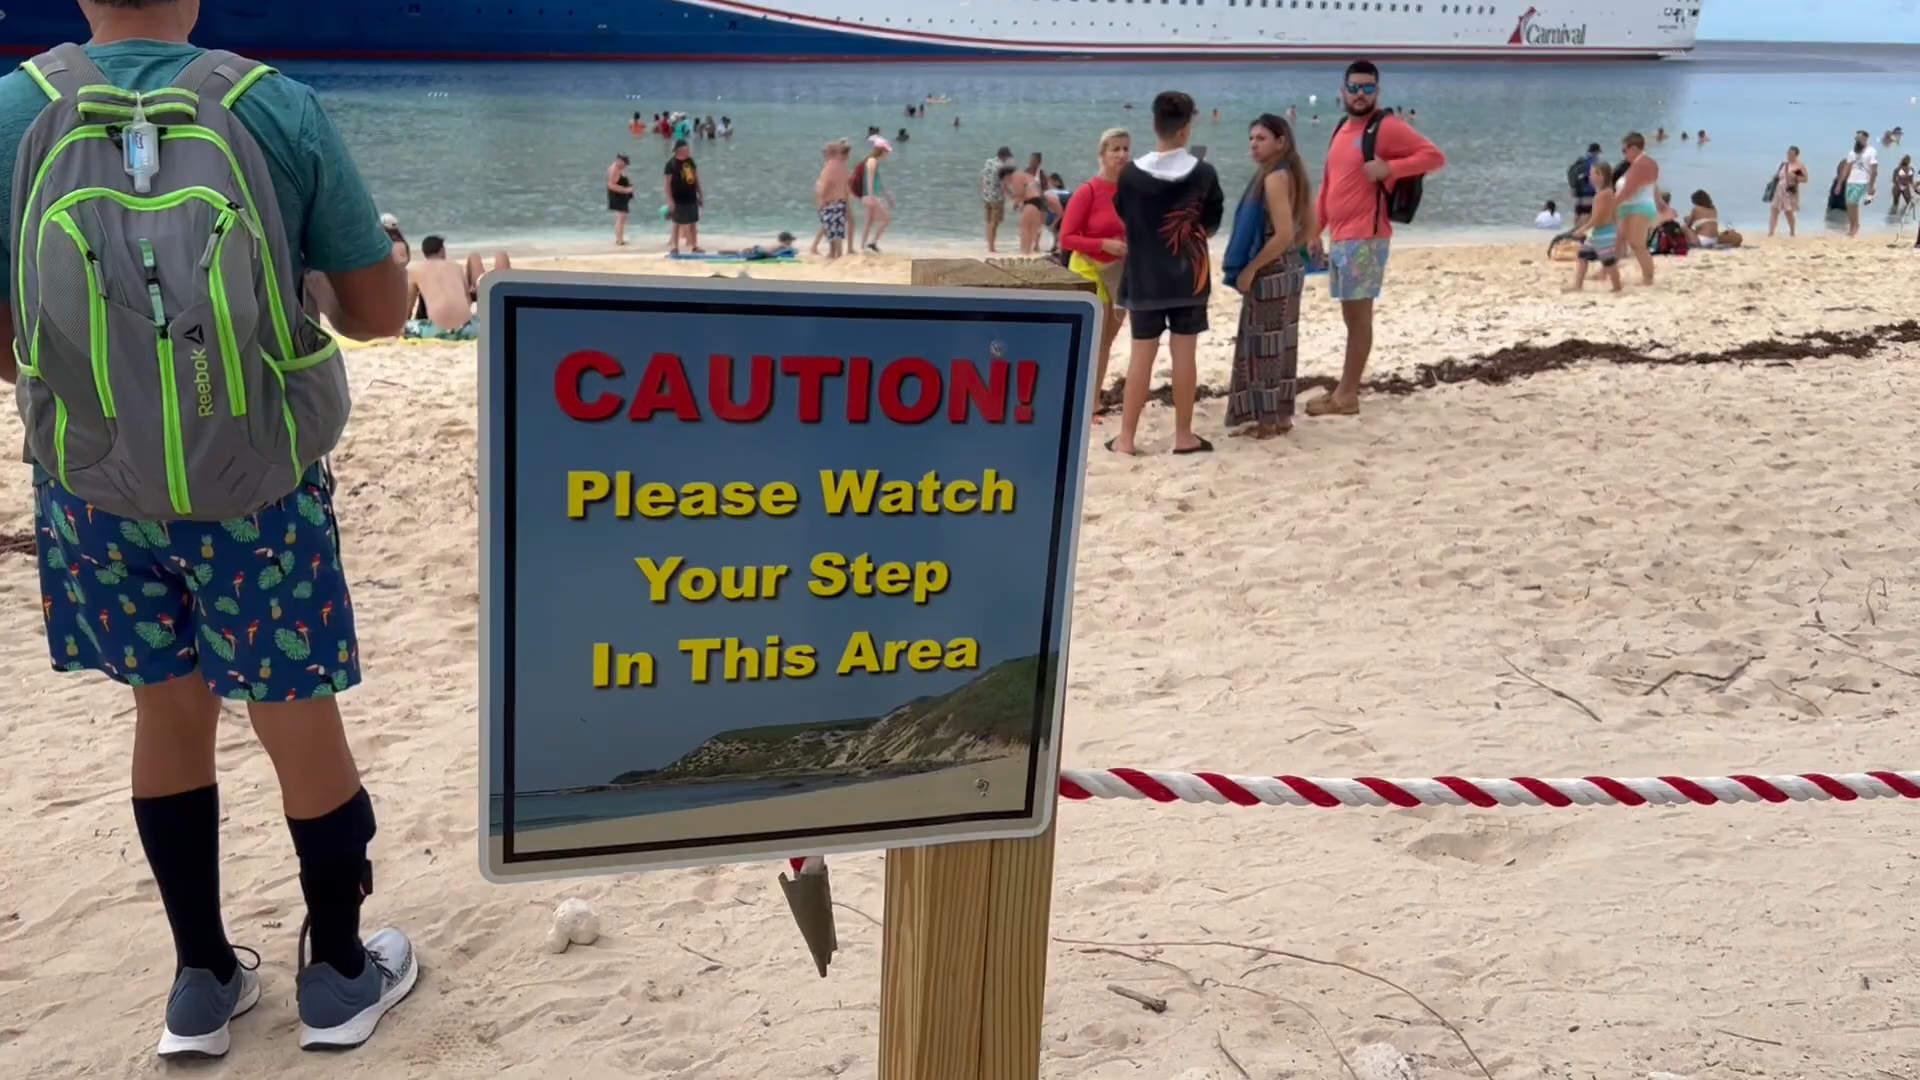 Carnival
Reebok
CAUTION!
Please Watch
Your Step
In This Area